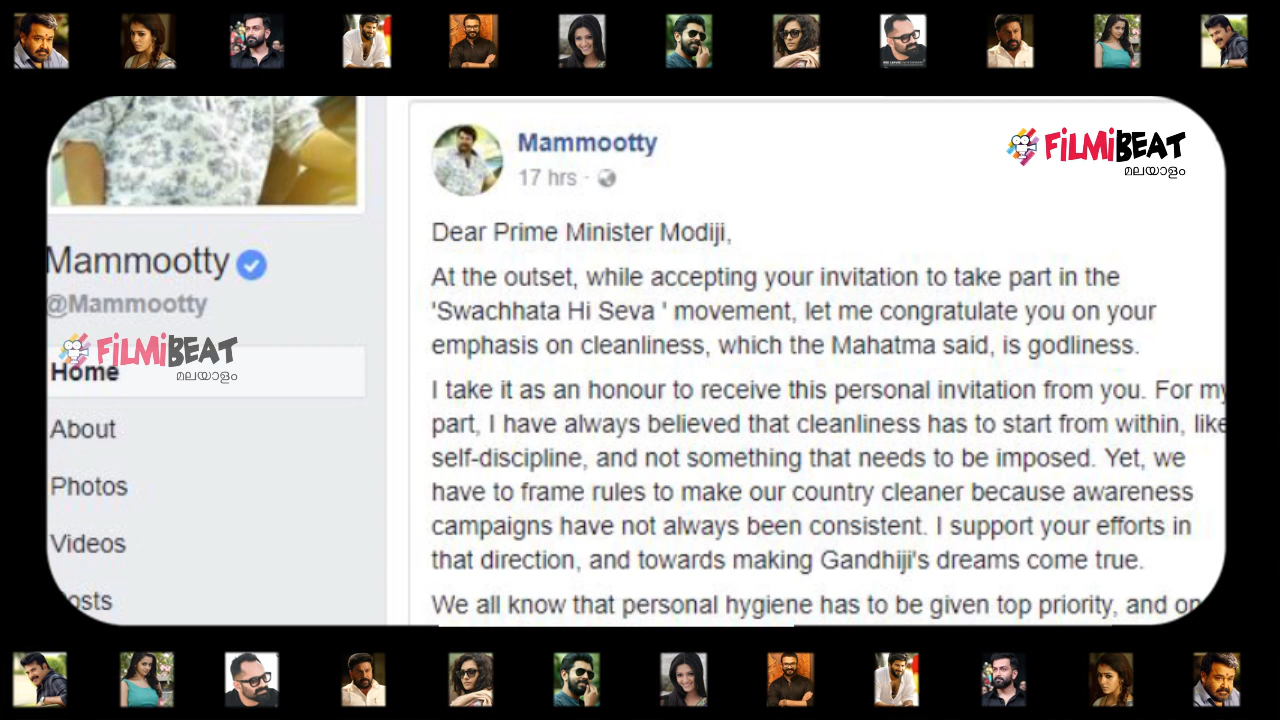 Mammootty
@Mammootty
FiLMiBEAT
മലയാളം
Home
About
Photos
Videos
osts
Mammootty
17 hrs ·
FiLMiBEAT
മലയാളം
Dear Prime Minister Modiji,
At the outset, while accepting your invitation to take part in the
'Swachhata Hi Seva ' movement, let me congratulate you on your
emphasis on cleanliness, which the Mahatma said, is godliness.
I take it as an honour to receive this personal invitation from you. For my
part, I have always believed that cleanliness has to start from within, like
self-discipline, and not something that needs to be imposed. Yet, we
have to frame rules to make our country cleaner because awareness
campaigns have not always been consistent. I support your efforts in
that direction, and towards making Gandhiji's dreams come true.
We all know that personal hygiene has to be given top priority, and on